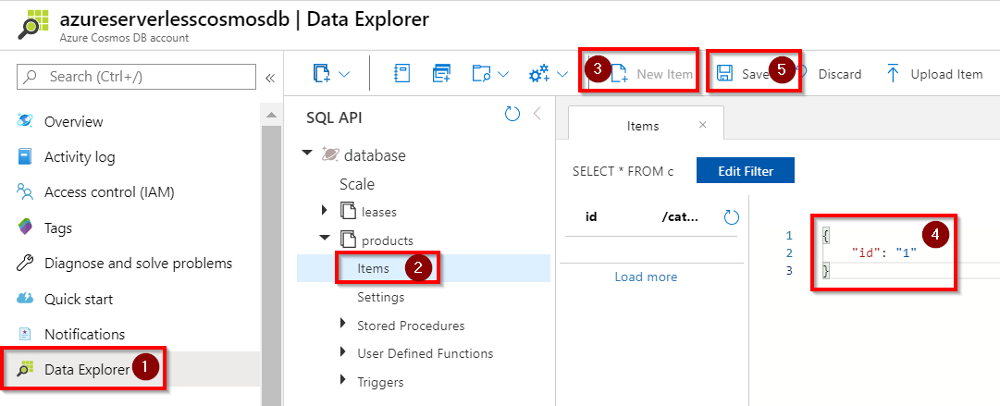 azureserverlesscosmosdb | Data Explorer
Azure Cosmos DB account
Search (Ctrl+/)
«
Overview
Activity log
Access control (IAM)
Tags
Diagnose and solve problems
Quick start
Notifications
Data Explorer 1
3 New Item
Save 5
Discard
Upload Item
SQL API
database
Scale
leases
products
Items 2
Settings
Stored Procedures
User Defined Functions
Triggers
Items ×
SELECT * FROM c Edit Filter
id /cat...
Load more
1 { 4
2 "id": "1"
3 }